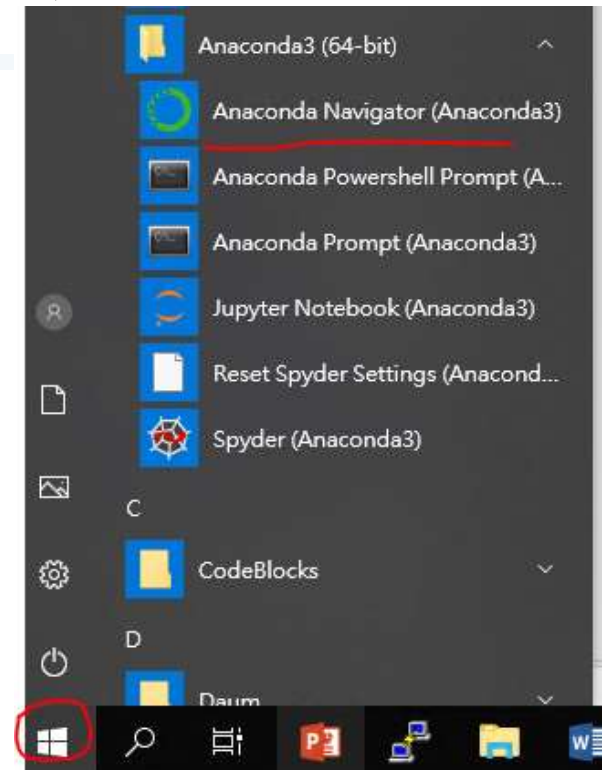 Anaconda3 (64-bit)
Anaconda Navigator (Anaconda3)
Anaconda Powershell Prompt (A...
Anaconda Prompt (Anaconda3)
Jupyter Notebook (Anaconda3)
Reset Spyder Settings (Anacond...
Spyder (Anaconda3)
C
CodeBlocks
D
Daum